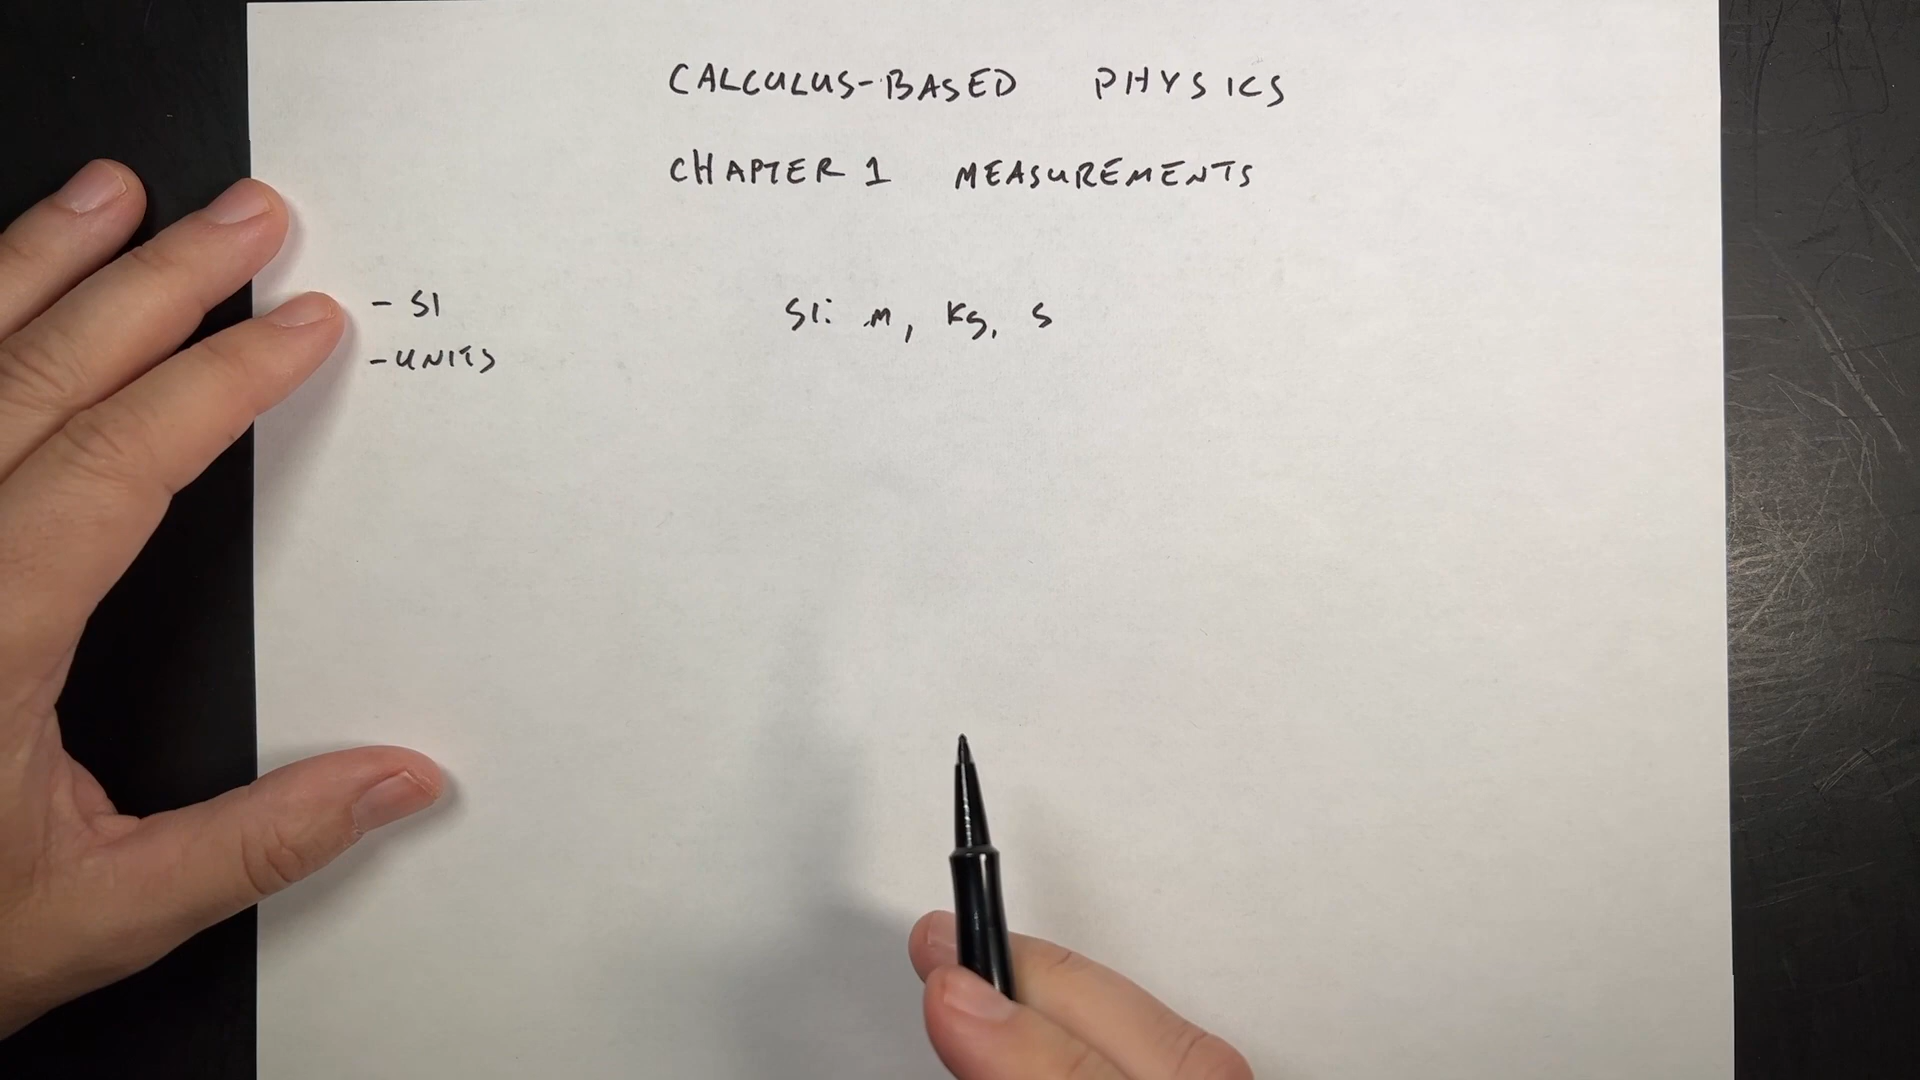 CALCULUS-BASED PHYSICS
CHAPTER 1 MEASUREMENTS
- SI
- UNITS
SI: m, kg, s